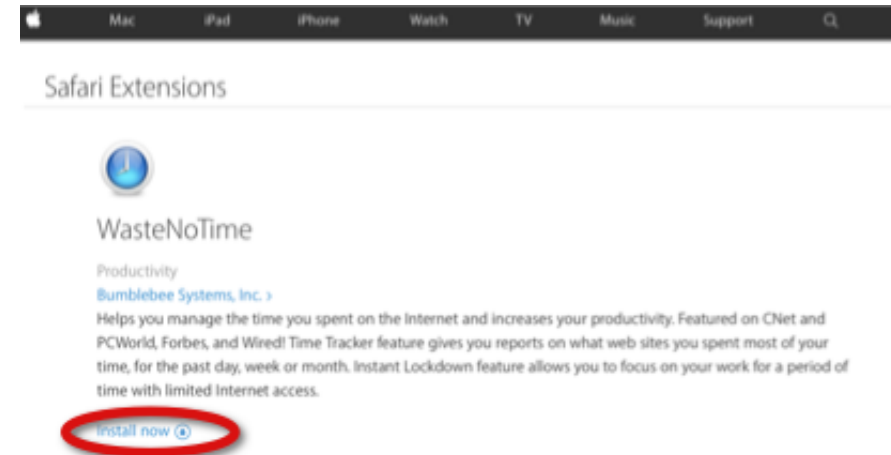 Mac iPad iPhone Watch TV Music Support
Safari Extensions
WasteNoTime
Productivity
Bumblebee Systems, Inc. >
Helps you manage the time you spent on the Internet and increases your productivity. Featured on CNet and
PCWorld, Forbes, and Wired! Time Tracker feature gives you reports on what web sites you spent most of your
time, for the past day, week or month. Instant Lockdown feature allows you to focus on your work for a period of
time with limited Internet access.
Install now